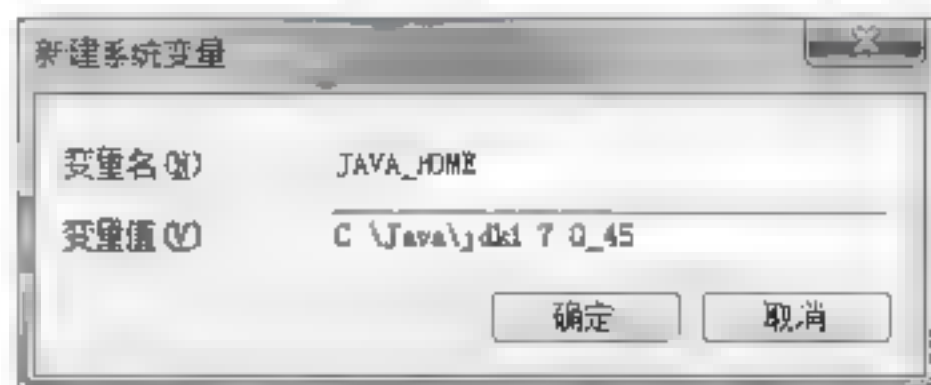 新建系统变量
变量名(N)
JAVA_HOME
变量值(V)
C \Java\jdk1 7 0_45
确定
取消